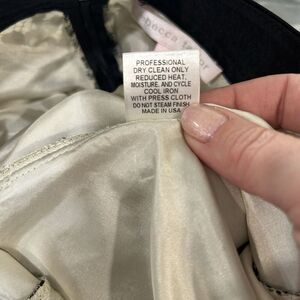 PROFESSIONAL
DRY CLEAN ONLY
REDUCED HEAT,
MOISTURE, AND CYCLE
COOL IRON
WITH PRESS CLOTH
DO NOT STEAM FINISH
MADE IN USA